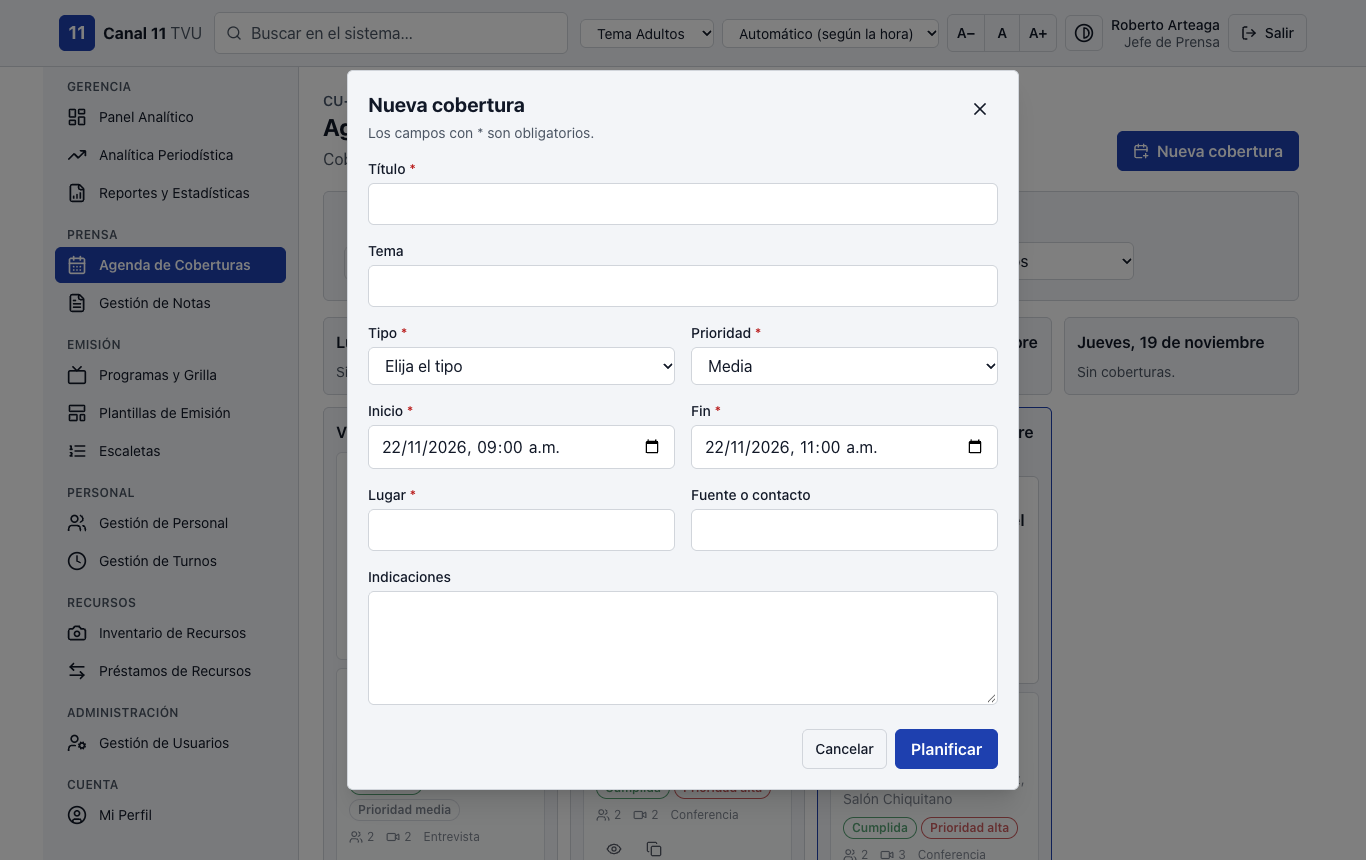 11 Canal 11 TVU
Buscar en el sistema...
Tema Adultos
Automático (según la hora)
A−
A
A+
Roberto Arteaga
Jefe de Prensa
Salir
GERENCIA
Panel Analítico
Analítica Periodística
Reportes y Estadísticas
PRENSA
Agenda de Coberturas
Gestión de Notas
EMISIÓN
Programas y Grilla
Plantillas de Emisión
Escaletas
PERSONAL
Gestión de Personal
Gestión de Turnos
RECURSOS
Inventario de Recursos
Préstamos de Recursos
ADMINISTRACIÓN
Gestión de Usuarios
CUENTA
Mi Perfil
Nueva cobertura
Jueves, 19 de noviembre
Sin coberturas.
Nueva cobertura
Los campos con * son obligatorios.
Título *
Tema
Tipo *
Prioridad *
Elija el tipo
Media
Inicio *
Fin *
22/11/2026, 09:00 a.m.
22/11/2026, 11:00 a.m.
Lugar *
Fuente o contacto
Indicaciones
Cancelar
Planificar
Prioridad media
2 2 Entrevista
Cumplida Prioridad alta
2 2 Conferencia
Salón Chiquitano
Cumplida Prioridad alta
2 3 Conferencia